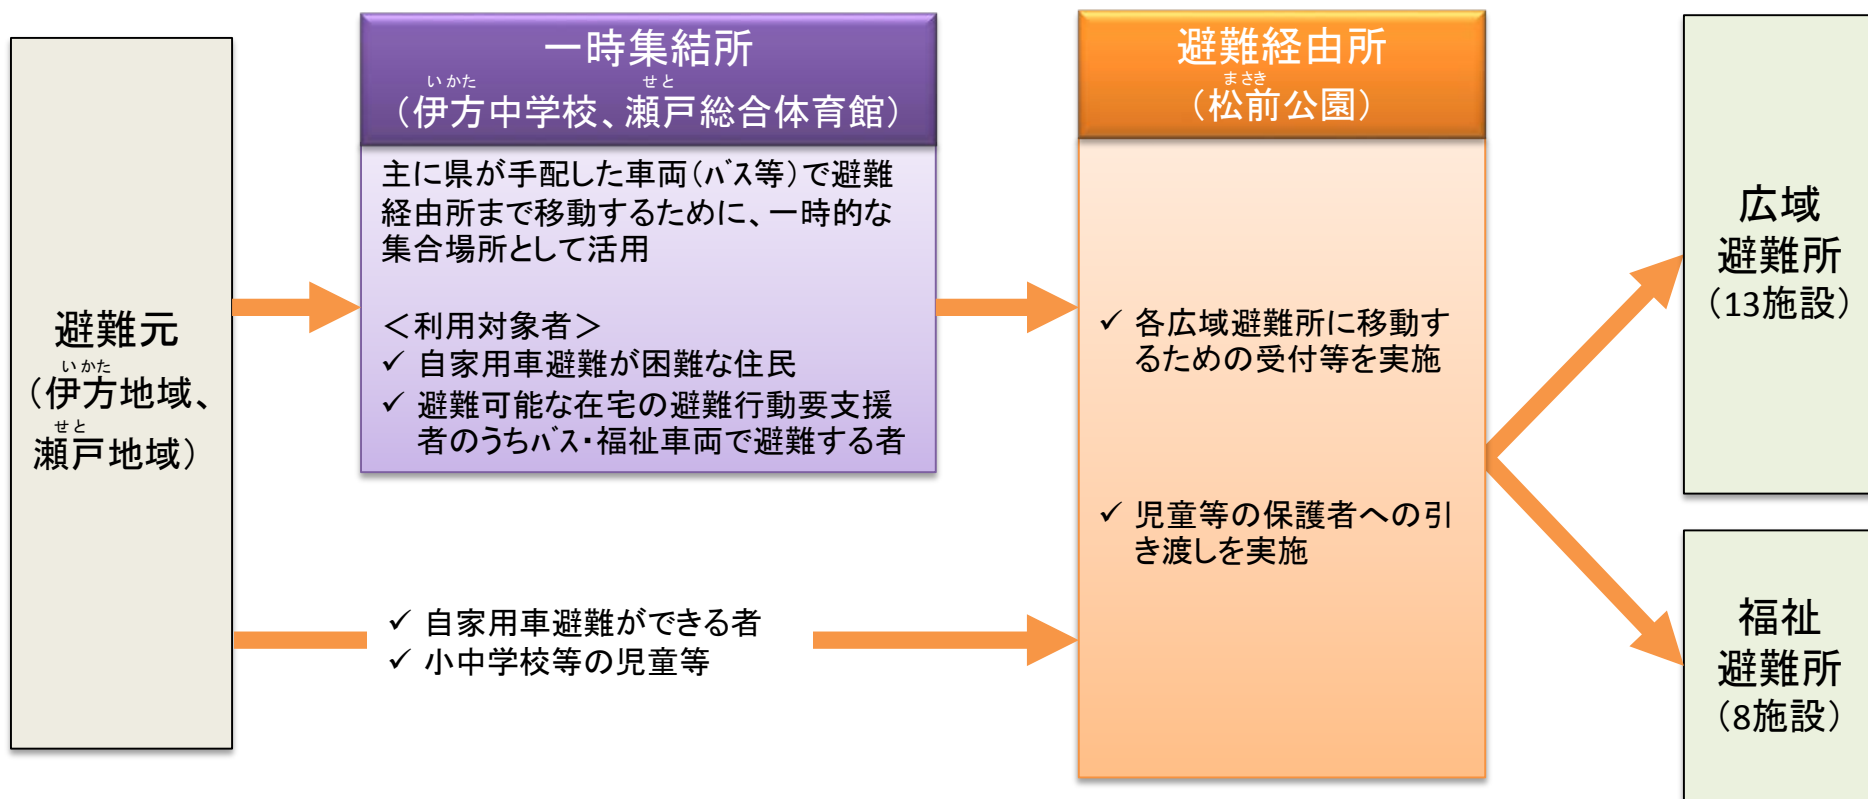 避難元
いかた
（伊方地域、
せと
瀬戸地域）
一時集結所
いかた せと
（伊方中学校、瀬戸総合体育館）
主に県が手配した車両（バス等）で避難
経由所まで移動するために、一時的な
集合場所として活用
＜利用対象者＞
✓ 自家用車避難が困難な住民
✓ 避難可能な在宅の避難行動要支援
者のうちバス・福祉車両で避難する者
✓ 自家用車避難ができる者
✓ 小中学校等の児童等
避難経由所
まさき
（松前公園）
✓ 各広域避難所に移動す
るための受付等を実施
✓ 児童等の保護者への引
き渡しを実施
広域
避難所
（13施設）
福祉
避難所
（8施設）